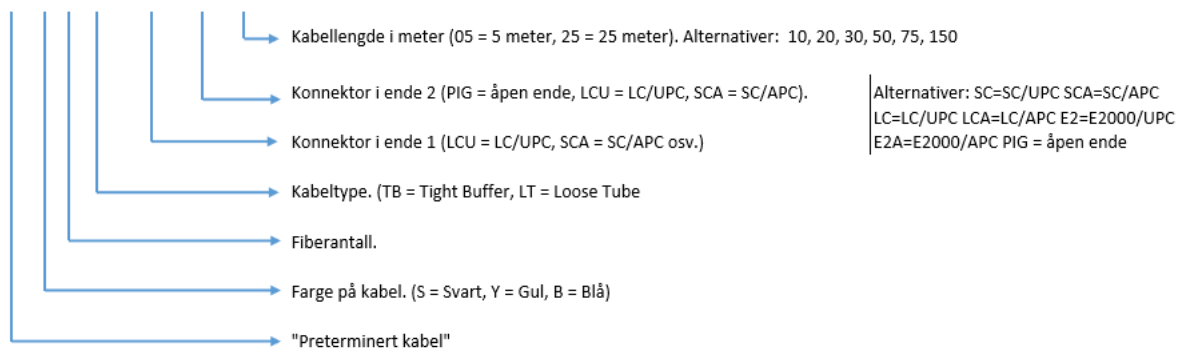 Kabellengde i meter (05 = 5 meter, 25 = 25 meter). Alternativer: 10, 20, 30, 50, 75, 150
Konnektor i ende 2 (PIG = åpen ende, LCU = LC/UPC, SCA = SC/APC).
Alternativer: SC=SC/UPC SCA=SC/APC
LC=LC/UPC LCA=LC/APC E2=E2000/UPC
E2A=E2000/APC PIG = åpen ende
Konnektor i ende 1 (LCU = LC/UPC, SCA = SC/APC osv.)
Kabeltype. (TB = Tight Buffer, LT = Loose Tube
Fiberantall.
Farge på kabel. (S = Svart, Y = Gul, B = Blå)
"Preterminert kabel"